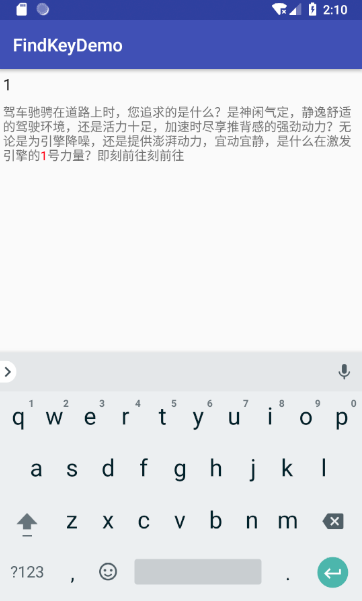 2:10
FindKeyDemo
1
驾车驰骋在道路上时，您追求的是什么？是神闲气定，静逸舒适
的驾驶环境，还是活力十足，加速时尽享推背感的强劲动力？无
论是为引擎降噪，还是提供澎湃动力，宜动宜静，是什么在激发
引擎的1号力量？即刻前往刻前往
1 2 3 4 5 6 7 8 9 0
q w e r t y u i o p
a s d f g h j k l
z x c v b n m
?123 , .